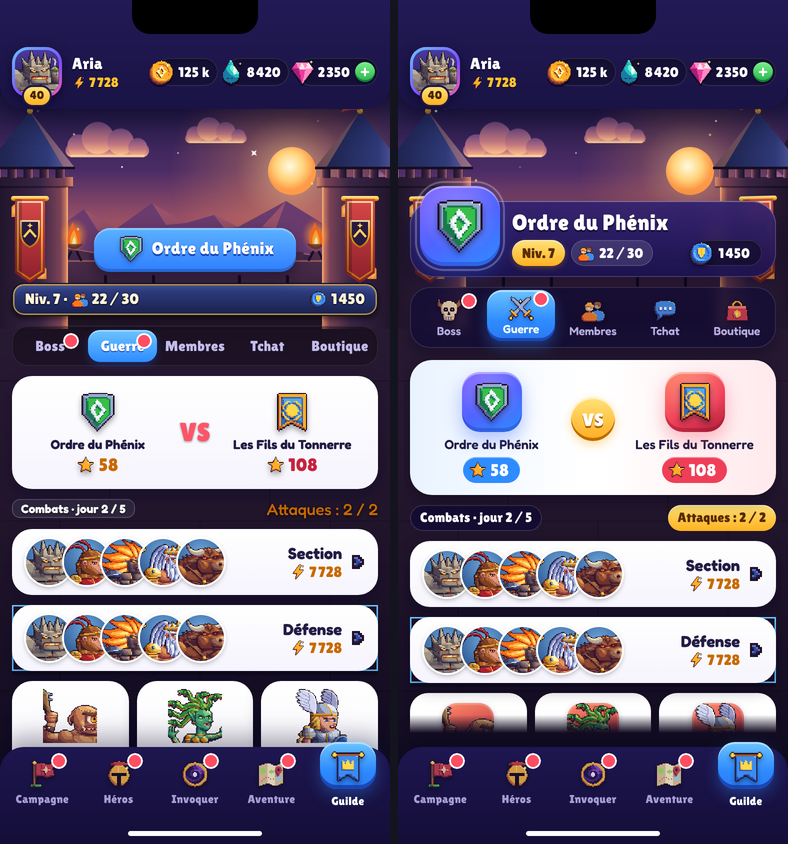 Aria
7728
40
125 k
8420
2350
Ordre du Phénix
Niv. 7 · 22 / 30
1450
Boss
Guerre
Membres
Tchat
Boutique
Ordre du Phénix
58
VS
Les Fils du Tonnerre
108
Combats · jour 2 / 5
Attaques : 2 / 2
Section
7728
Défense
7728
Campagne
Héros
Invoquer
Aventure
Guilde
Aria
7728
40
125 k
8420
2350
Ordre du Phénix
Niv. 7
22 / 30
1450
Boss
Guerre
Membres
Tchat
Boutique
Ordre du Phénix
58
VS
Les Fils du Tonnerre
108
Combats · jour 2 / 5
Attaques : 2 / 2
Section
7728
Défense
7728
Campagne
Héros
Invoquer
Aventure
Guilde